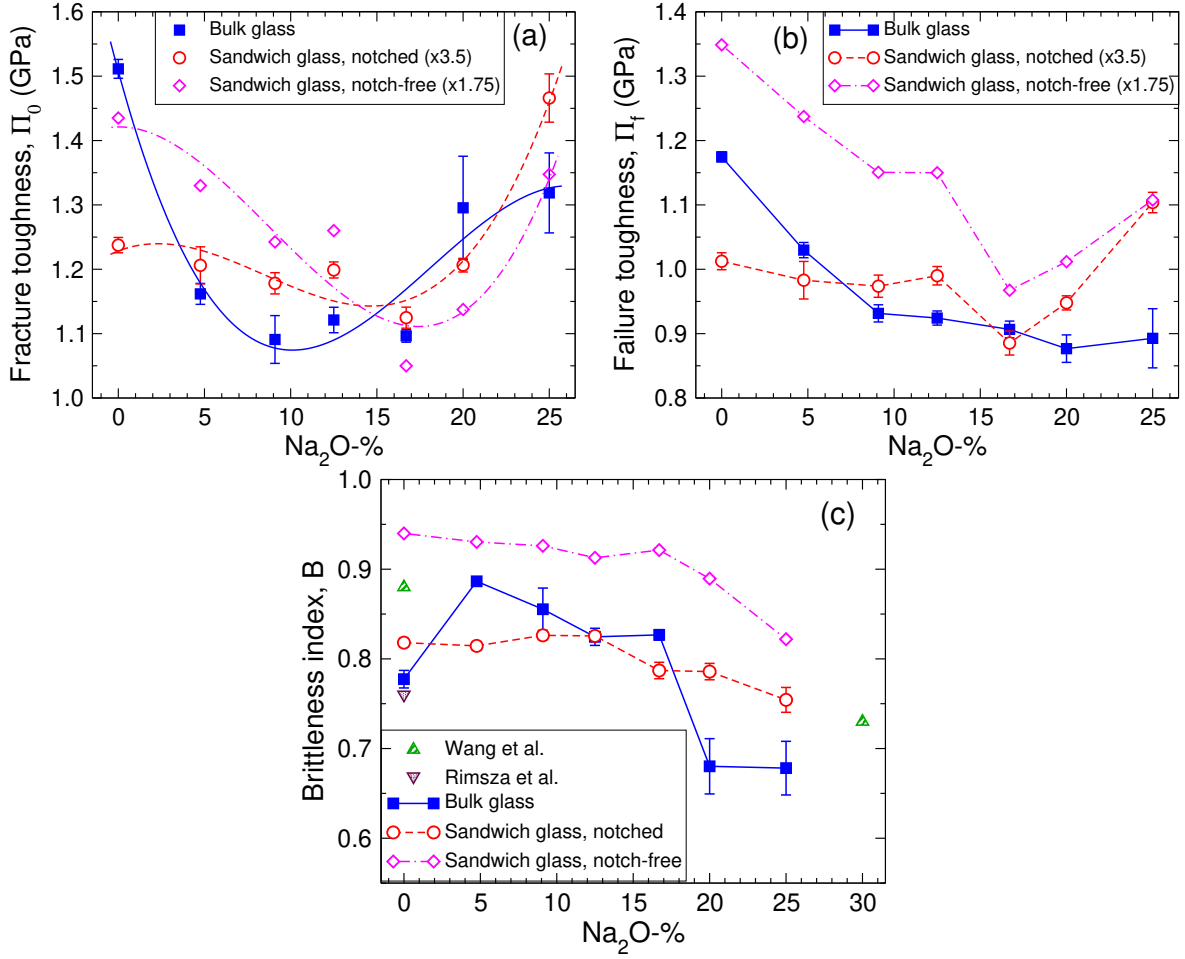 (a)
Bulk glass
Sandwich glass, notched (x3.5)
Sandwich glass, notch-free (x1.75)
Fracture toughness, Π₀ (GPa)
1.6
1.5
1.4
1.3
1.2
1.1
1.0
0 5 10 15 20 25
Na₂O-%
(b)
Bulk glass
Sandwich glass, notched (x3.5)
Sandwich glass, notch-free (x1.75)
Failure toughness, Π_f (GPa)
1.4
1.3
1.2
1.1
1.0
0.9
0.8
0 5 10 15 20 25
Na₂O-%
(c)
Brittleness index, B
1.0
0.9
0.8
0.7
0.6
Wang et al.
Rimsza et al.
Bulk glass
Sandwich glass, notched
Sandwich glass, notch-free
0 5 10 15 20 25 30
Na₂O-%